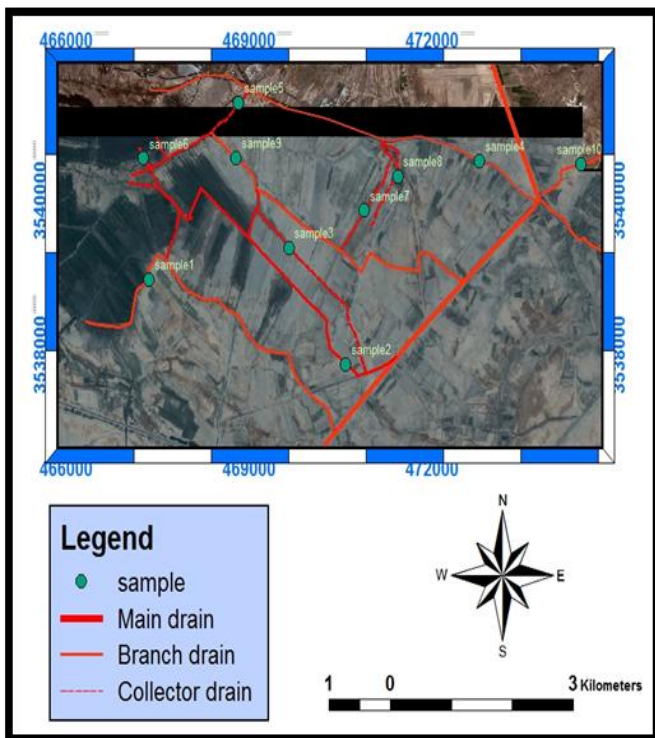 466000 469000 472000
sample5
sample6
sample9
sample4
sample10
sample8
3540000
3540000
sample7
sample3
sample1
3538000
3538000
sample2
466000 469000 472000
Legend
sample
Main drain
Branch drain
Collector drain
N
W E
S
1 0 3 Kilometers